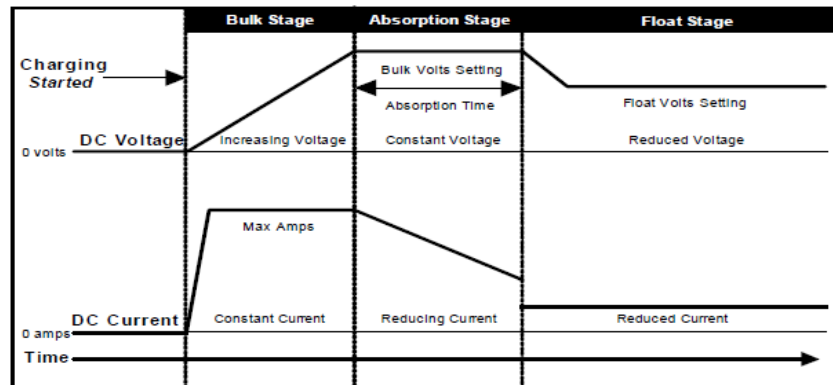 Bulk Stage
Absorption Stage
Float Stage
Charging
Started
Bulk Volts Setting
Absorption Time
Float Volts Setting
DC Voltage
0 volts
Increasing Voltage
Constant Voltage
Reduced Voltage
Max Amps
DC Current
0 amps
Constant Current
Reducing Current
Reduced Current
Time